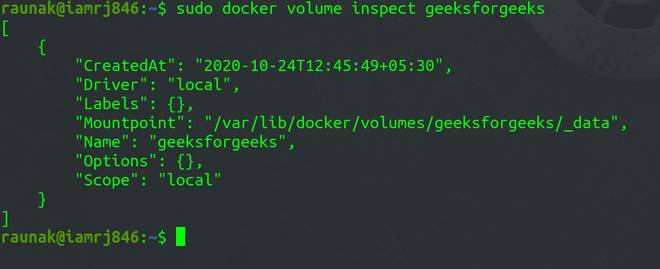 raunak@iamrj846:~$ sudo docker volume inspect geeksforgeeks
[
    {
        "CreatedAt": "2020-10-24T12:45:49+05:30",
        "Driver": "local",
        "Labels": {},
        "Mountpoint": "/var/lib/docker/volumes/geeksforgeeks/_data",
        "Name": "geeksforgeeks",
        "Options": {},
        "Scope": "local"
    }
]
raunak@iamrj846:~$